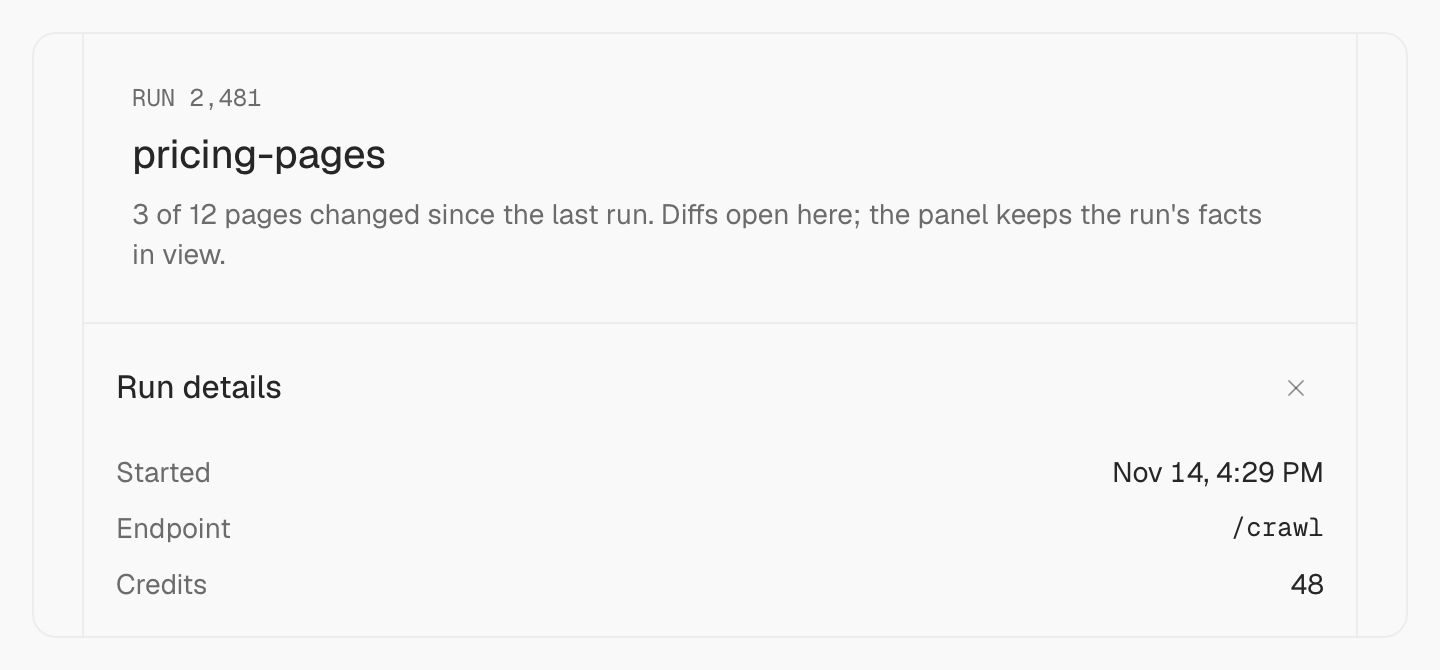 RUN 2,481
pricing-pages
3 of 12 pages changed since the last run. Diffs open here; the panel keeps the run's facts
in view.
Run details
Started
Nov 14, 4:29 PM
Endpoint
/crawl
Credits
48